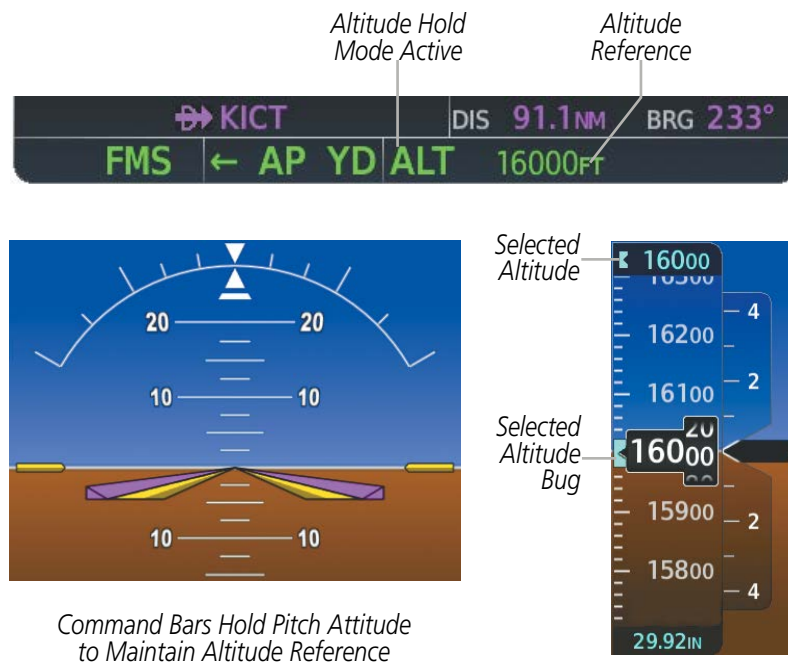 Altitude Hold
Mode Active
Altitude
Reference
KICT DIS 91.1NM BRG 233°
FMS ← AP YD ALT 16000FT
20 20
10 10
10 10
Command Bars Hold Pitch Attitude
to Maintain Altitude Reference
Selected
Altitude
16000
16300
4
16200
16100
2
Selected
Altitude
Bug
20
16000
15900
2
15800
4
29.92IN